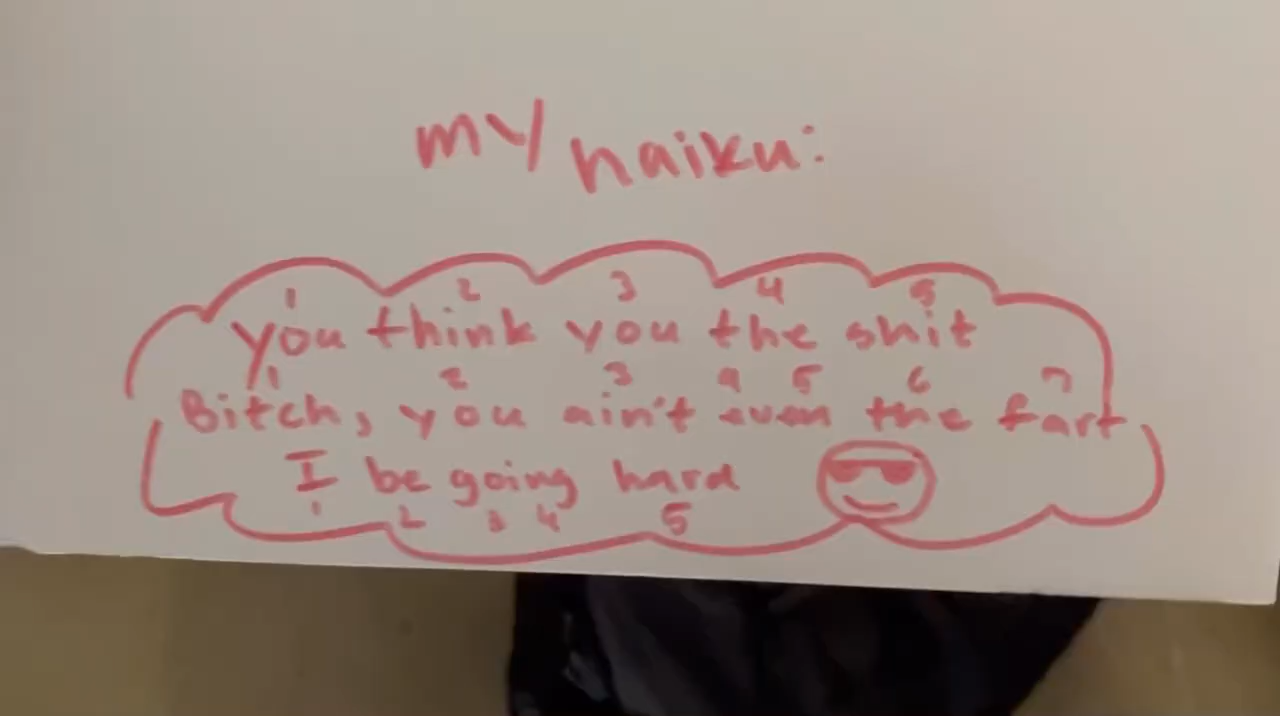 my haiku:
1 2 3 4 5
you think you the shit
1 2 3 4 5 6 7
Bitch, you ain't even the fart
I be going hard
1 2 3 4 5